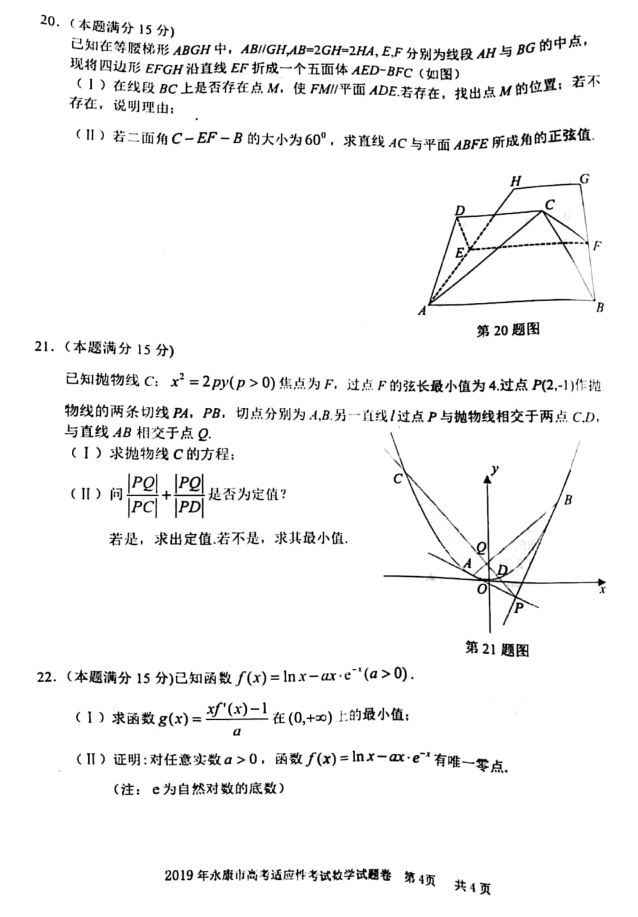 20.（本题满分 15 分)
已知在等腰梯形 ABGH 中，AB//GH,AB=2GH=2HA, E,F 分别为线段 AH 与 BG 的中点，
现将四边形 EFGH 沿直线 EF 折成一个五面体 AED-BFC（如图）
（Ⅰ）在线段 BC 上是否存在点 M，使 FM//平面 ADE.若存在，找出点 M 的位置；若不
存在，说明理由；
（Ⅱ）若二面角 C－EF－B 的大小为60⁰，求直线 AC 与平面 ABFE 所成角的正弦值.
H
G
D
C
E
F
A
B
第20题图
21.（本题满分 15 分)
已知抛物线 C：x² = 2py(p > 0) 焦点为 F，过点 F 的弦长最小值为 4.过点 P(2,-1)作抛
物线的两条切线 PA，PB，切点分别为 A,B.另一直线 l 过点 P 与抛物线相交于两点 C,D，
与直线 AB 相交于点 Q.
（Ⅰ）求抛物线 C 的方程；
（Ⅱ）问 |PQ|/|PC| + |PQ|/|PD| 是否为定值？
若是，求出定值.若不是，求其最小值.
y
C
B
Q
A
D
O
x
P
第21题图
22.（本题满分 15 分)已知函数 f(x) = ln x − ax·e⁻ˣ (a > 0).
（Ⅰ）求函数 g(x) = (xf'(x)−1)/a 在 (0,+∞) 上的最小值；
（Ⅱ）证明:对任意实数 a > 0，函数 f(x) = ln x − ax·e⁻ˣ 有唯一零点.
（注：e为自然对数的底数）
2019 年永康市高考适应性考试数学试题卷 第4页 共 4 页